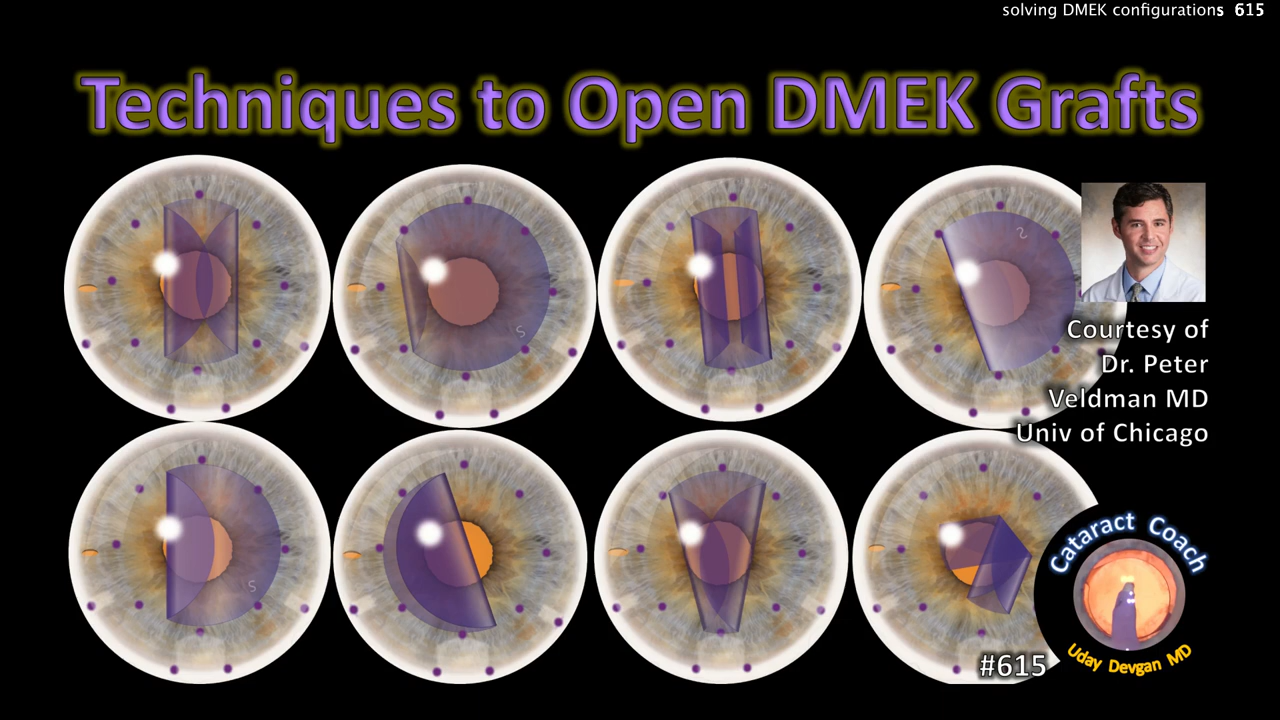 solving DMEK configurations 615
Techniques to Open DMEK Grafts
S
S
Courtesy of
Dr. Peter
Veldman MD
Univ of Chicago
S
Cataract Coach
Uday Devgan MD
#615